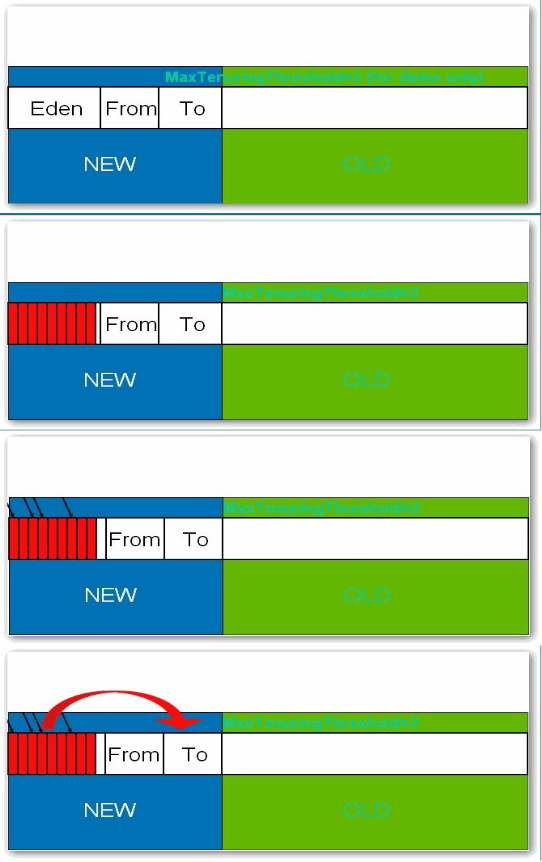 MaxTenuringThreshold=2 (for demo only)
Eden From To
NEW OLD
MaxTenuringThreshold=2
From To
NEW OLD
MaxTenuringThreshold=2
From To
NEW OLD
MaxTenuringThreshold=2
From To
NEW OLD